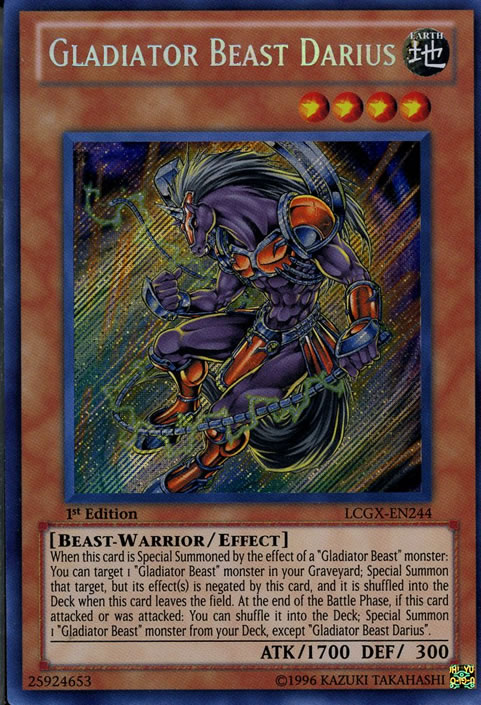 GLADIATOR BEAST DARIUS
EARTH
地
1st Edition
LCGX-EN244
[BEAST-WARRIOR/EFFECT]
When this card is Special Summoned by the effect of a "Gladiator Beast" monster:
You can target 1 "Gladiator Beast" monster in your Graveyard; Special Summon
that target, but its effect(s) is negated by this card, and it is shuffled into the
Deck when this card leaves the field. At the end of the Battle Phase, if this card
attacked or was attacked: You can shuffle it into the Deck; Special Summon
1 "Gladiator Beast" monster from your Deck, except "Gladiator Beast Darius".
ATK/1700 DEF/ 300
25924653
©1996 KAZUKI TAKAHASHI